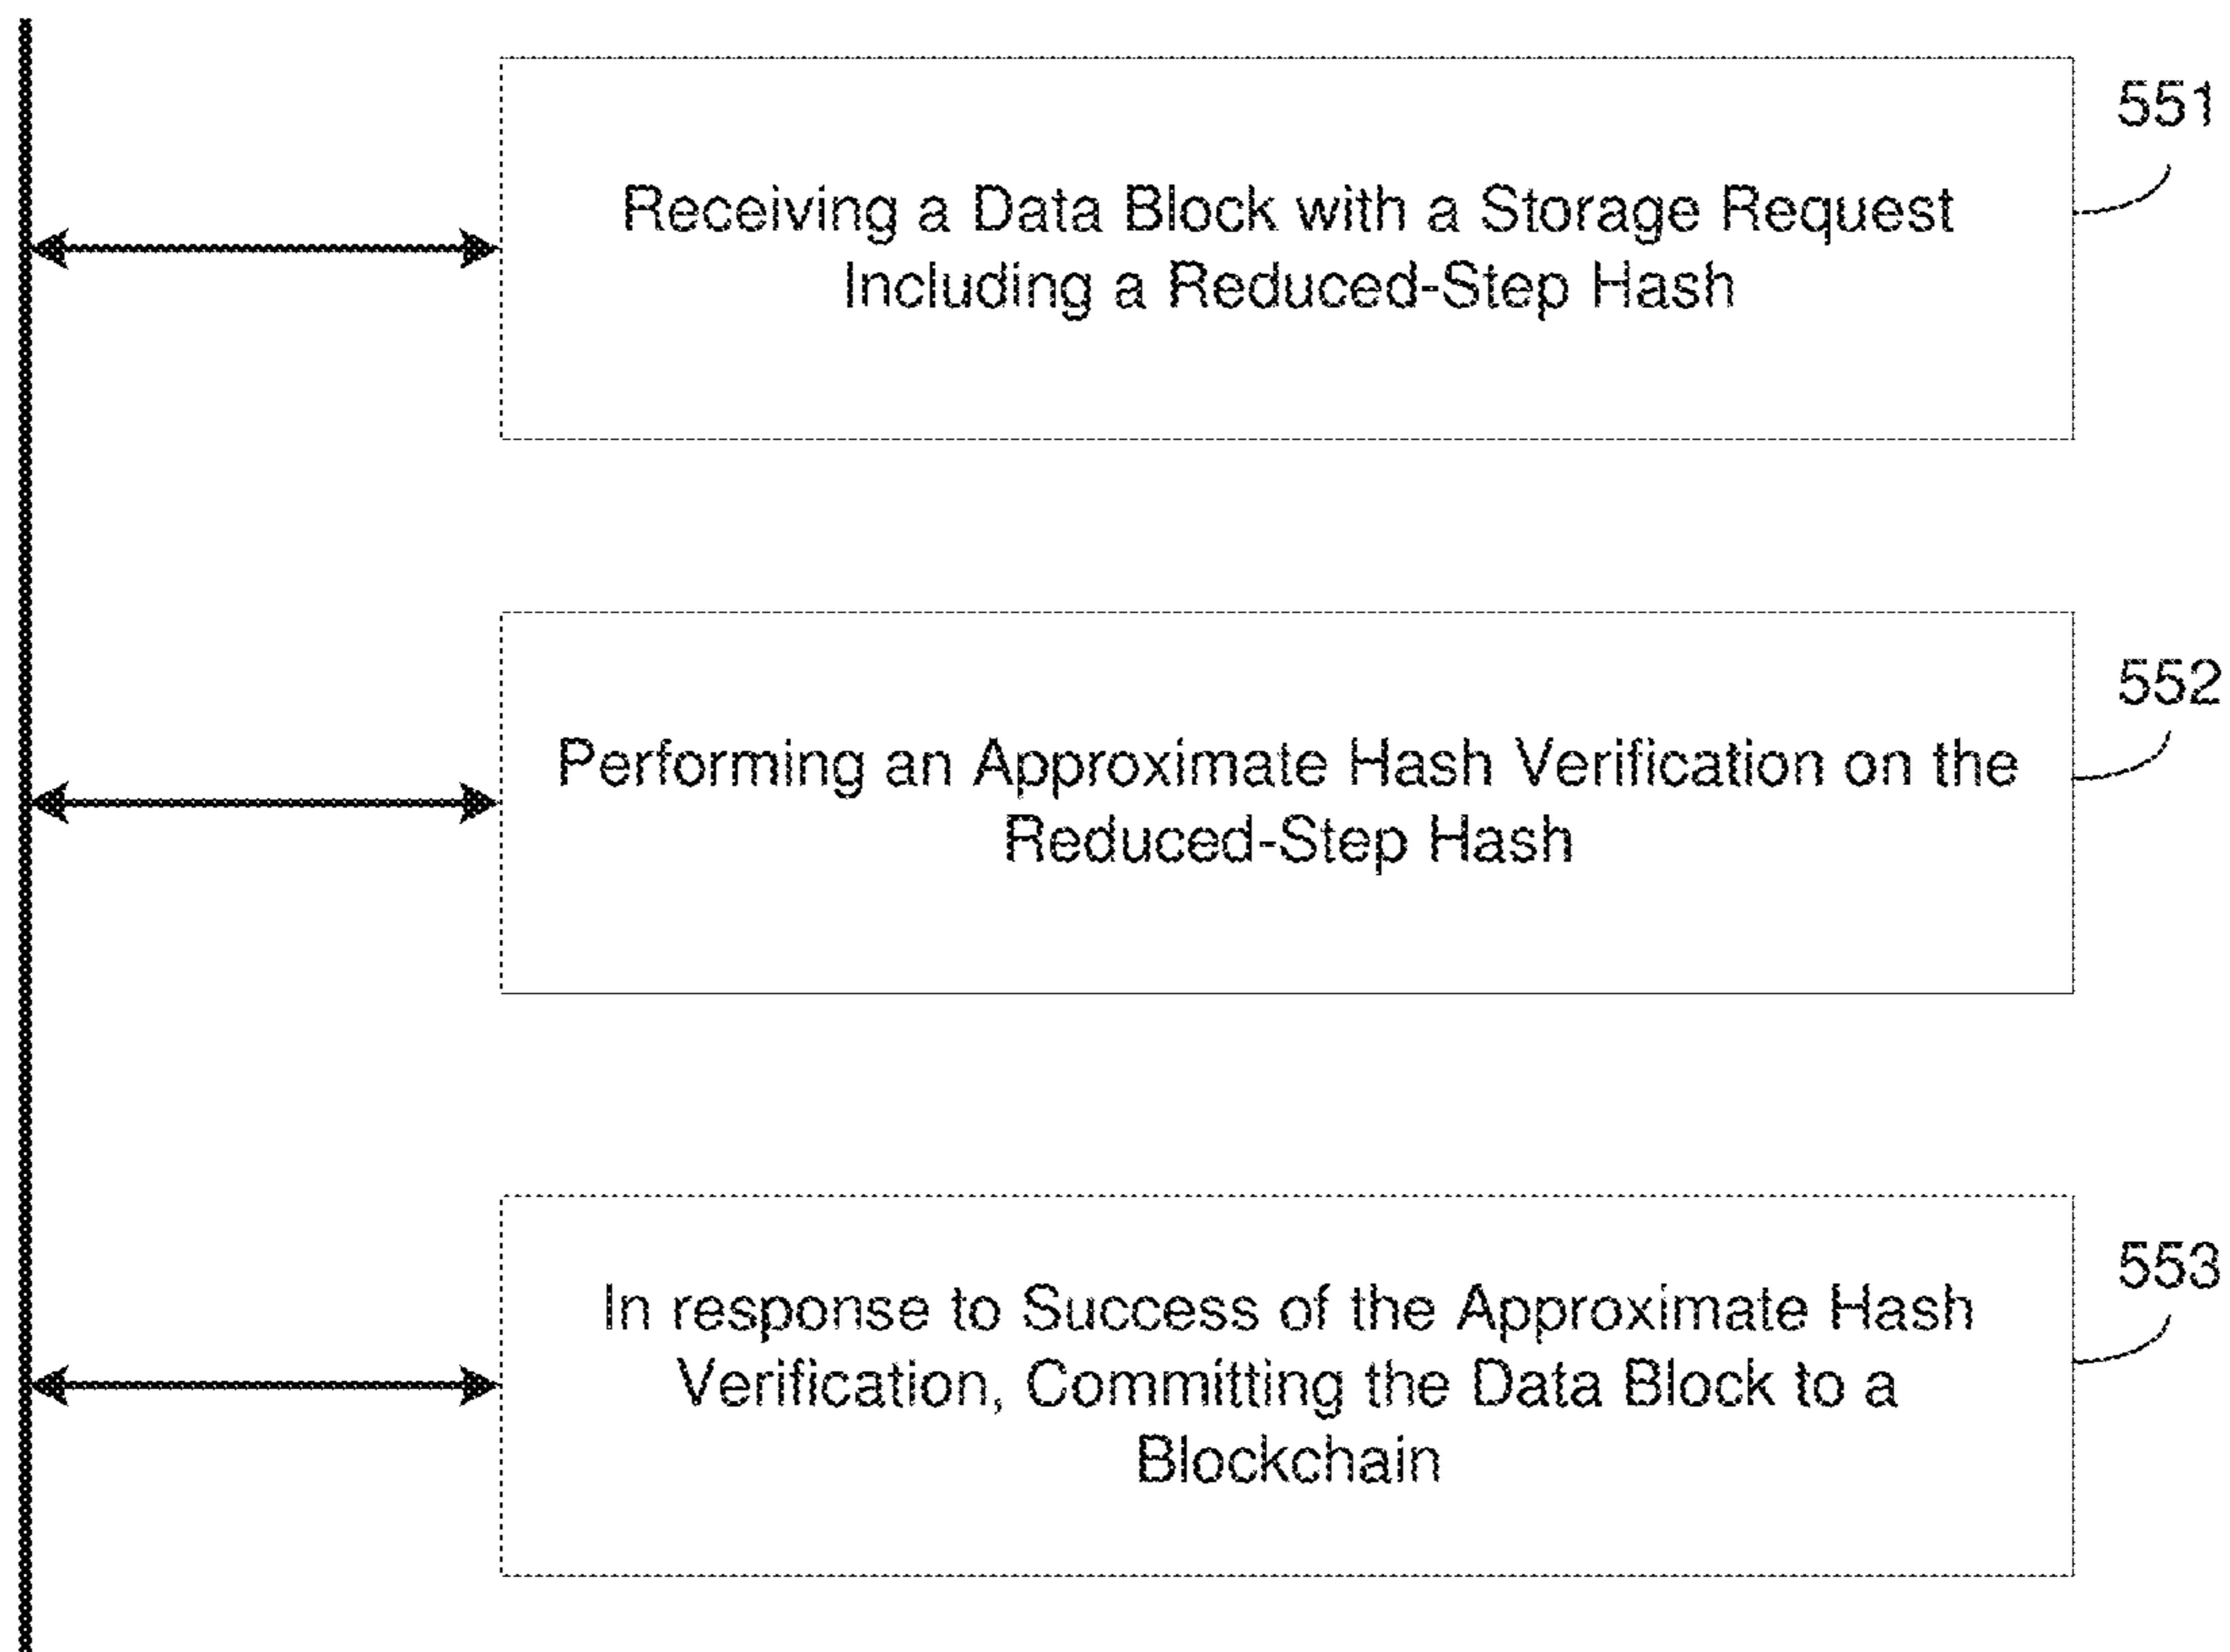 551
Receiving a Data Block with a Storage Request
Including a Reduced-Step Hash
552
Performing an Approximate Hash Verification on the
Reduced-Step Hash
553
In response to Success of the Approximate Hash
Verification, Committing the Data Block to a
Blockchain